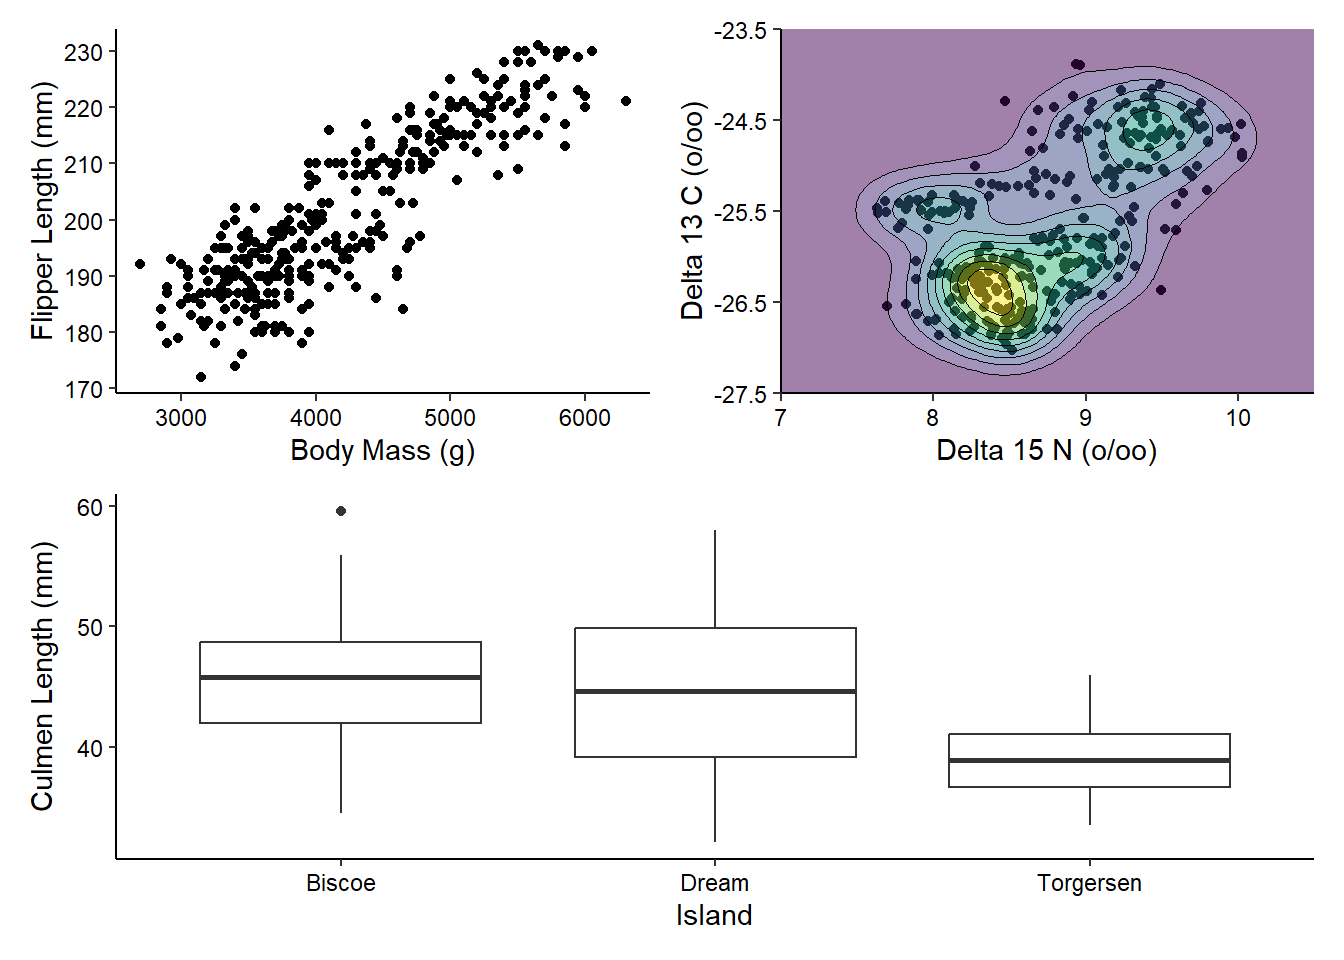 230
220
210
200
190
180
170
Flipper Length (mm)
3000 4000 5000 6000
Body Mass (g)
-23.5
-24.5
-25.5
-26.5
-27.5
Delta 13 C (o/oo)
7 8 9 10
Delta 15 N (o/oo)
60
50
40
Culmen Length (mm)
Biscoe Dream Torgersen
Island